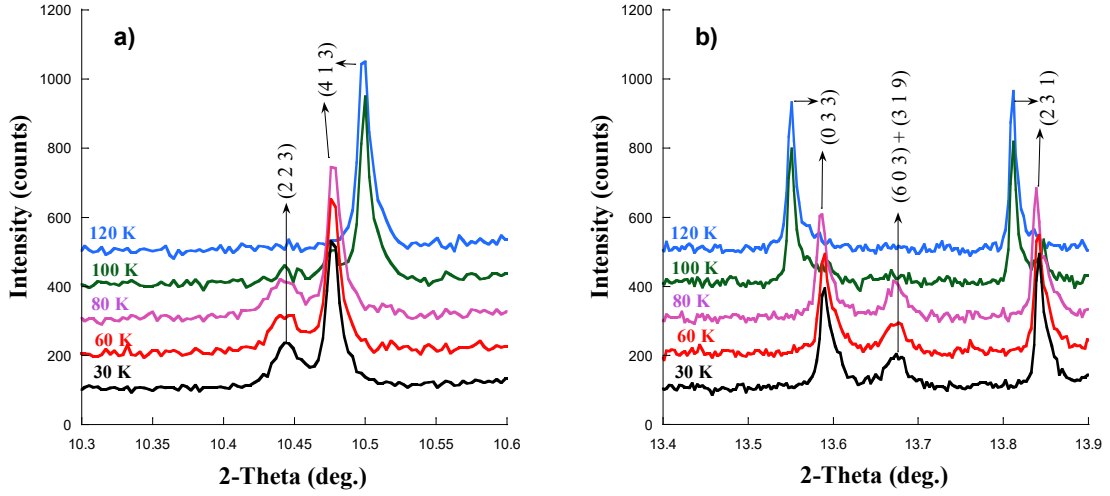 a)
Intensity (counts)
1200
1000
800
600
400
200
0
(2 2 3)
(4 1 3)
120 K
100 K
80 K
60 K
30 K
10.3
10.35
10.4
10.45
10.5
10.55
10.6
2-Theta (deg.)
b)
Intensity (counts)
1200
1000
800
600
400
200
0
(0 3 3)
(6 0 3) + (3 1 9)
(2 3 1)
120 K
100 K
80 K
60 K
30 K
13.4
13.5
13.6
13.7
13.8
13.9
2-Theta (deg.)